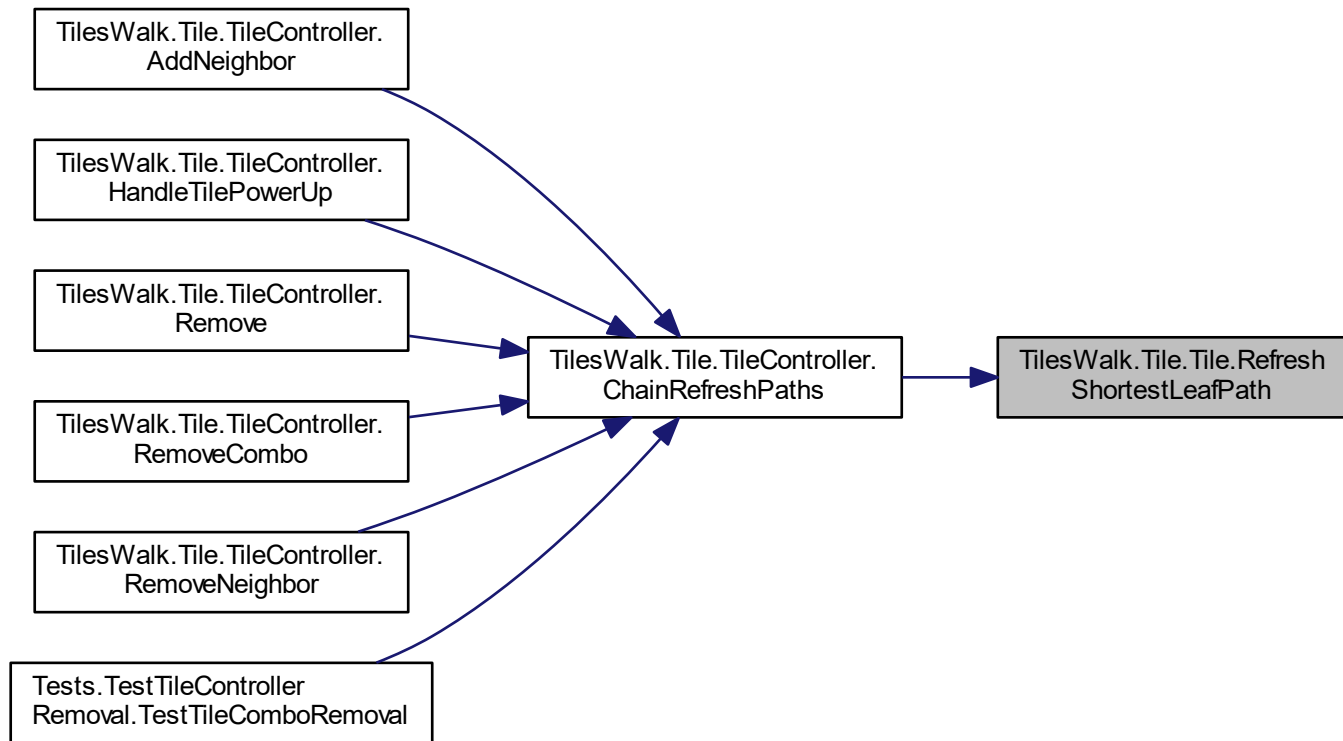 TilesWalk.Tile.TileController.
AddNeighbor
TilesWalk.Tile.TileController.
HandleTilePowerUp
TilesWalk.Tile.TileController.
Remove
TilesWalk.Tile.TileController.
RemoveCombo
TilesWalk.Tile.TileController.
RemoveNeighbor
Tests.TestTileController
Removal.TestTileComboRemoval
TilesWalk.Tile.TileController.
ChainRefreshPaths
TilesWalk.Tile.Tile.Refresh
ShortestLeafPath